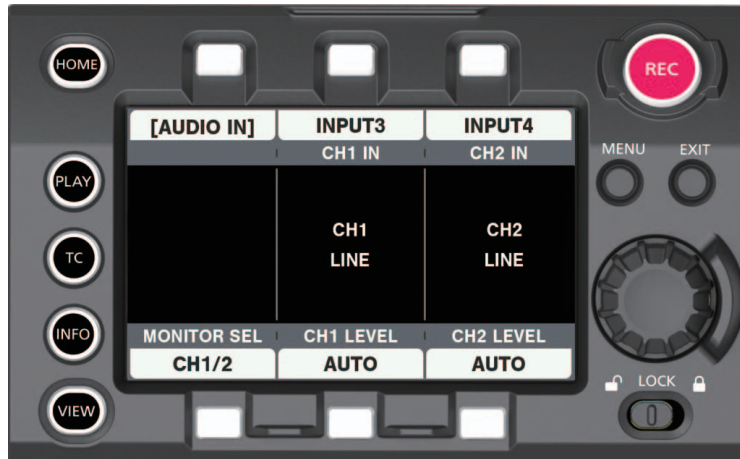 HOME
REC
[AUDIO IN] INPUT3 INPUT4
CH1 IN CH2 IN
MENU EXIT
PLAY
CH1 CH2
TC
LINE LINE
INFO
MONITOR SEL CH1 LEVEL CH2 LEVEL
CH1/2 AUTO AUTO
LOCK
VIEW
0